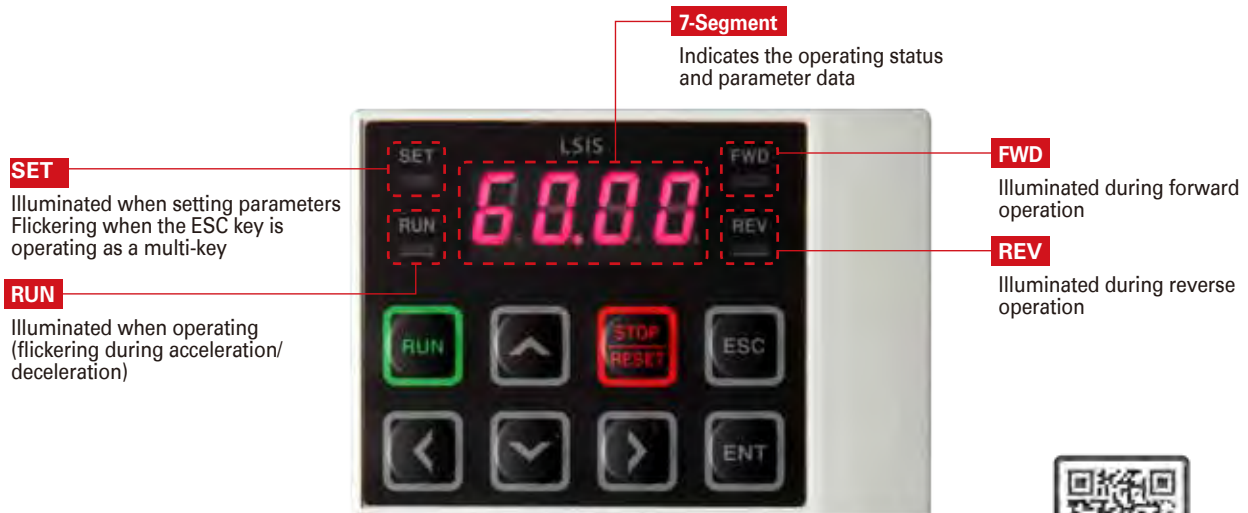 7-Segment
Indicates the operating status
and parameter data
SET
Illuminated when setting parameters
Flickering when the ESC key is
operating as a multi-key
RUN
Illuminated when operating
(flickering during acceleration/
deceleration)
LSIS
SET
FWD
60.00
RUN
REV
RUN
STOP
RESET
ESC
ENT
FWD
Illuminated during forward
operation
REV
Illuminated during reverse
operation